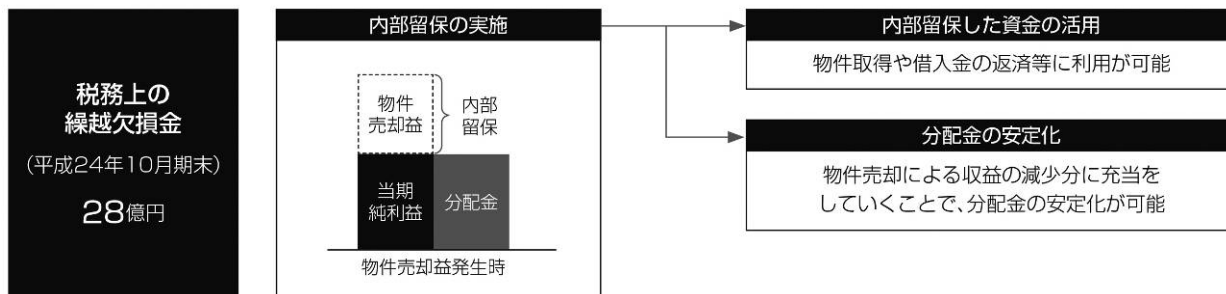 税務上の
繰越欠損金
(平成24年10月期末)
28億円
内部留保の実施
物件
売却益
内部
留保
当期
純利益
分配金
物件売却益発生時
内部留保した資金の活用
物件取得や借入金の返済等に利用が可能
分配金の安定化
物件売却による収益の減少分に充当を
していくことで、分配金の安定化が可能